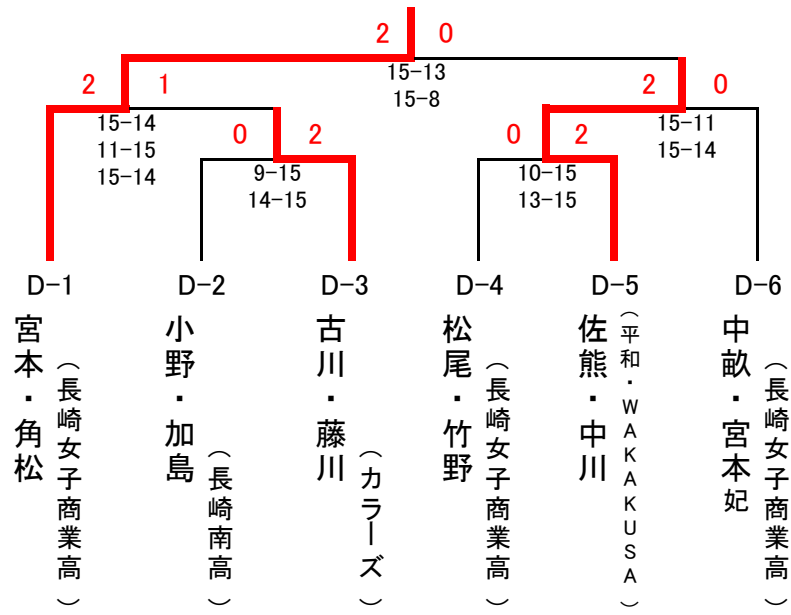 2 0
15-13
15-8
2 1
2 0
15-14
11-15
15-14
15-11
15-14
0 2
0 2
9-15
14-15
10-15
13-15
D-1
D-2
D-3
D-4
D-5
D-6
宮本・角松
(長崎女子商業高)
小野・加島
(長崎南高)
古川・藤川
(カラーズ)
松尾・竹野
(長崎女子商業高)
佐熊・中川
(平和・WAKAKUSA)
中畝・宮本妃
(長崎女子商業高)